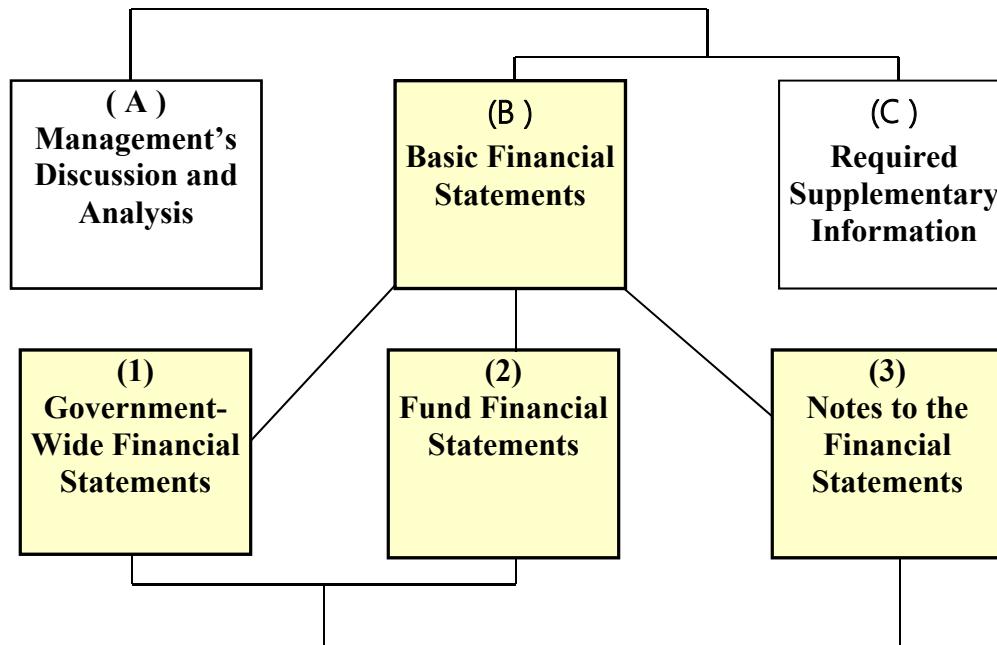 ( A )
Management’s
Discussion and
Analysis
(B )
Basic Financial
Statements
(C )
Required
Supplementary
Information
(1)
Government-
Wide Financial
Statements
(2)
Fund Financial
Statements
(3)
Notes to the
Financial
Statements